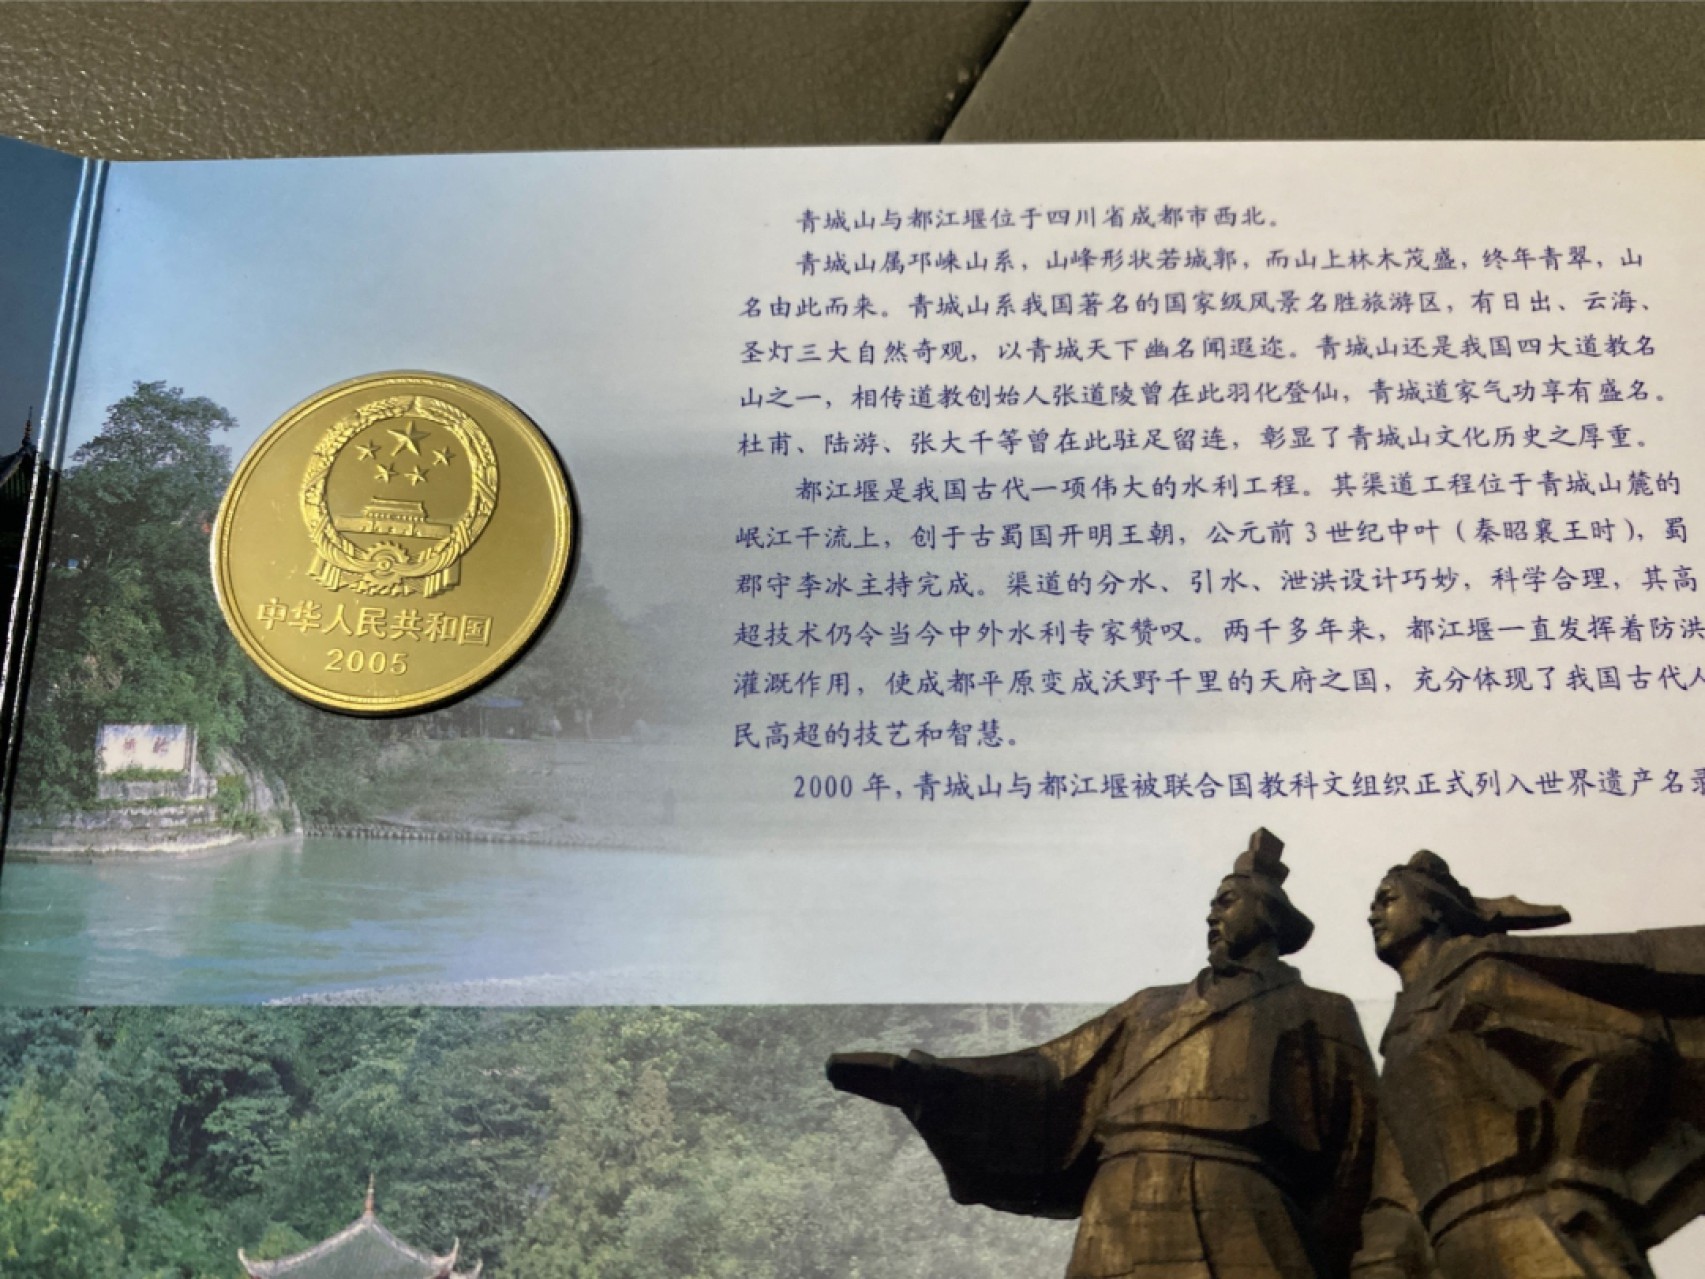 青城山与都江堰位于四川省成都市西北。
青城山属邛崃山系，山峰形状若城郭，而山上林木茂盛，终年青翠，山
名由此而来。青城山系我国著名的国家级风景名胜旅游区，有日出、云海、
圣灯三大自然奇观，以青城天下幽名闻遐迩。青城山还是我国四大道教名
山之一，相传道教创始人张道陵曾在此羽化登仙，青城道家气功享有盛名。
杜甫、陆游、张大千等曾在此驻足留连，彰显了青城山文化历史之厚重。
都江堰是我国古代一项伟大的水利工程。其渠道工程位于青城山麓的
岷江干流上，创于古蜀国开明王朝，公元前3世纪中叶（秦昭襄王时），蜀
郡守李冰主持完成。渠道的分水、引水、泄洪设计巧妙，科学合理，其高
超技术仍令当今中外水利专家赞叹。两千多年来，都江堰一直发挥着防洪
灌溉作用，使成都平原变成沃野千里的天府之国，充分体现了我国古代人
民高超的技艺和智慧。
2000年，青城山与都江堰被联合国教科文组织正式列入世界遗产名录
中华人民共和国
2005